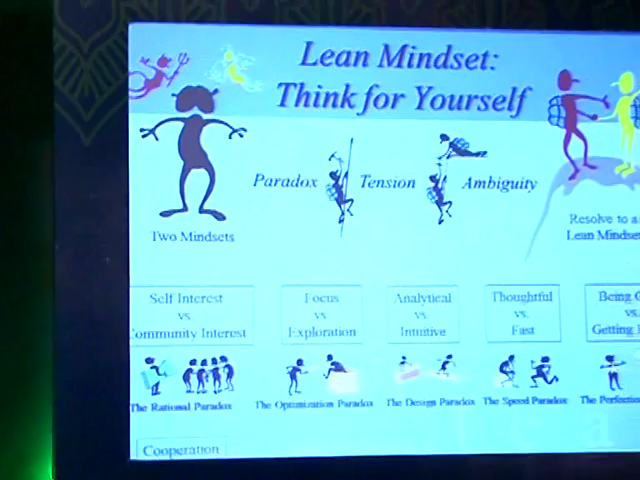 Lean Mindset:
Think for Yourself
Paradox Tension Ambiguity
Two Mindsets
Resolve to a
Lean Mindset
Self Interest
vs
Community Interest
Focus
vs
Exploration
Analytical
vs
Intuitive
Thoughtful
vs.
Fast
Being
vs.
Getting
The Rational Paradox
The Optimization Paradox
The Design Paradox
The Speed Paradox
The Perfection
Cooperation